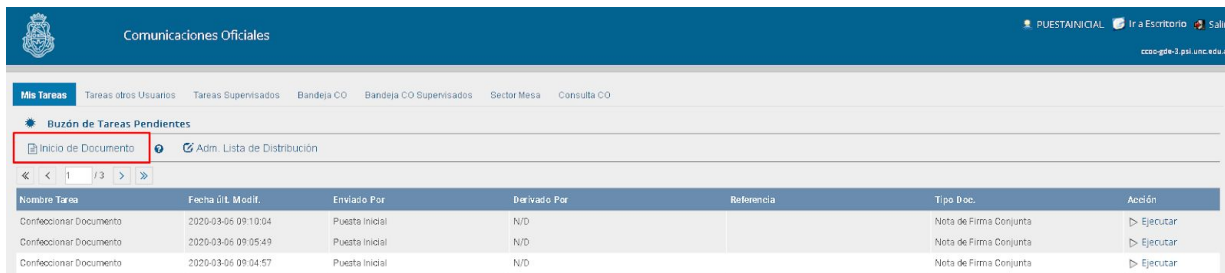 PUESTAINICIAL Ir a Escritorio Sali
Comunicaciones Oficiales
ccoo-gde-3.psi.unc.edu.a
Mis Tareas Tareas otros Usuarios Tareas Supervisados Bandeja CO Bandeja CO Supervisados Sector Mesa Consulta CO
Buzón de Tareas Pendientes
Inicio de Documento Adm. Lista de Distribución
1 /3
Nombre Tarea Fecha últ. Modif. Enviado Por Derivado Por Referencia Tipo Doc. Acción
Confeccionar Documento 2020-03-06 09:10:04 Puesta Inicial N/D Nota de Firma Conjunta Ejecutar
Confeccionar Documento 2020-03-06 09:05:49 Puesta Inicial N/D Nota de Firma Conjunta Ejecutar
Confeccionar Documento 2020-03-06 09:04:57 Puesta Inicial N/D Nota de Firma Conjunta Ejecutar